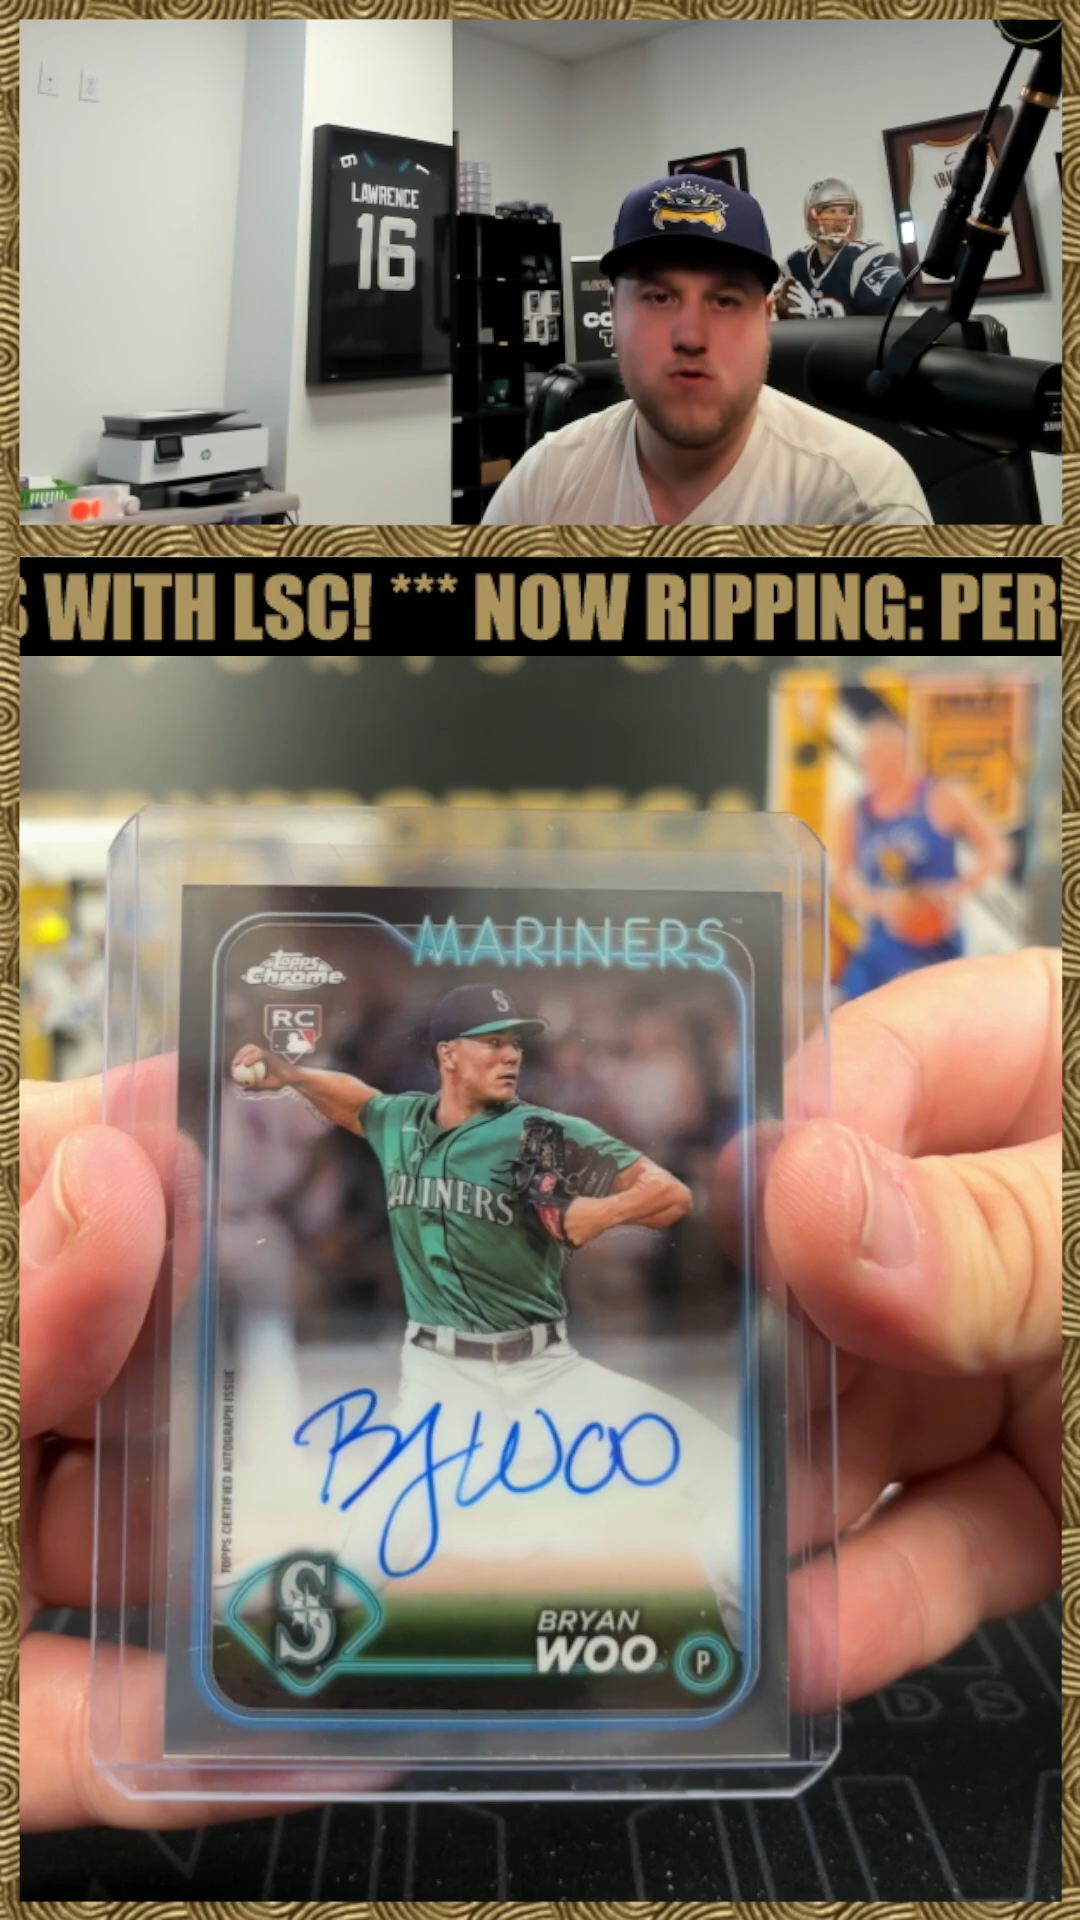 LAWRENCE
16
WITH LSC! *** NOW RIPPING: PER
MARINERS
Topps
Chrome
RC
S
MARINERS
TOPPS CERTIFIED AUTOGRAPH ISSUE
By Woo
S
BRYAN
WOO
P